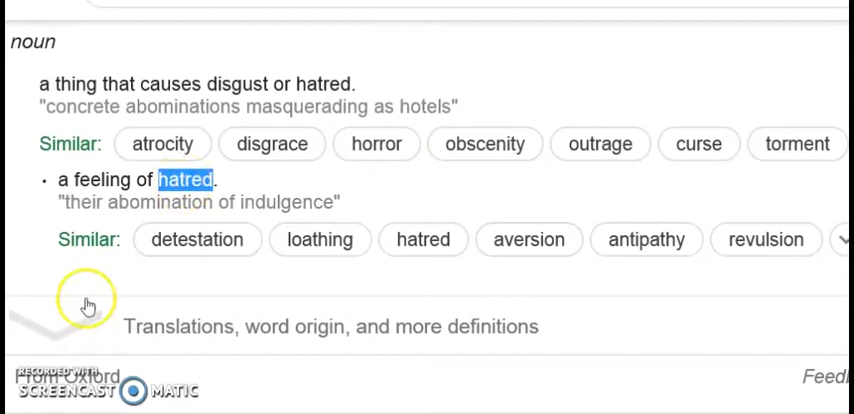 noun
a thing that causes disgust or hatred.
"concrete abominations masquerading as hotels"
Similar: atrocity disgrace horror obscenity outrage curse torment
• a feeling of hatred.
"their abomination of indulgence"
Similar: detestation loathing hatred aversion antipathy revulsion
Translations, word origin, and more definitions
From Oxford
RECORDED WITH
SCREENCAST MATIC